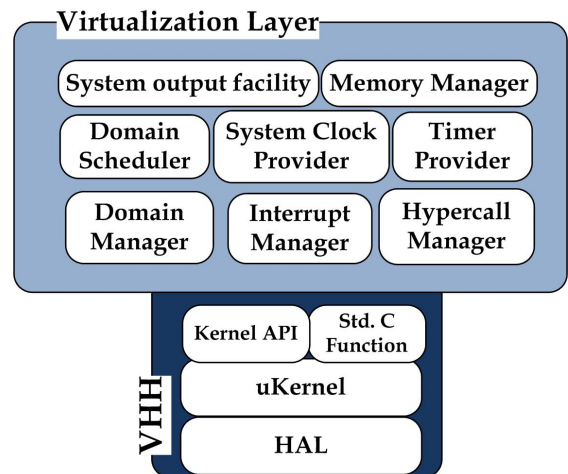 Virtualization Layer
System output facility
Memory Manager
Domain
Scheduler
System Clock
Provider
Timer
Provider
Domain
Manager
Interrupt
Manager
Hypercall
Manager
Kernel API
Std. C
Function
uKernel
HAL
VHH